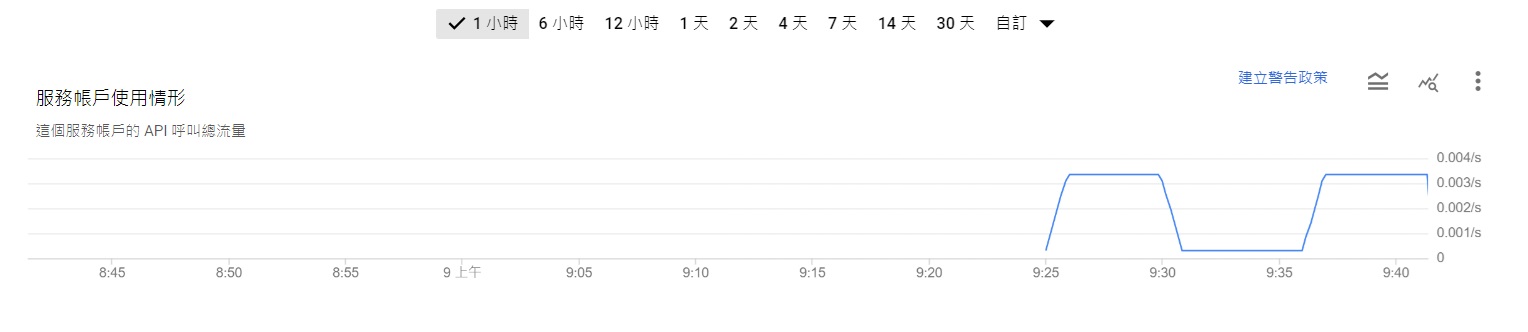 1 小時 6 小時 12 小時 1 天 2 天 4 天 7 天 14 天 30 天 自訂
建立警告政策
服務帳戶使用情形
這個服務帳戶的 API 呼叫總流量
0.004/s
0.003/s
0.002/s
0.001/s
0
8:45 8:50 8:55 9 上午 9:05 9:10 9:15 9:20 9:25 9:30 9:35 9:40